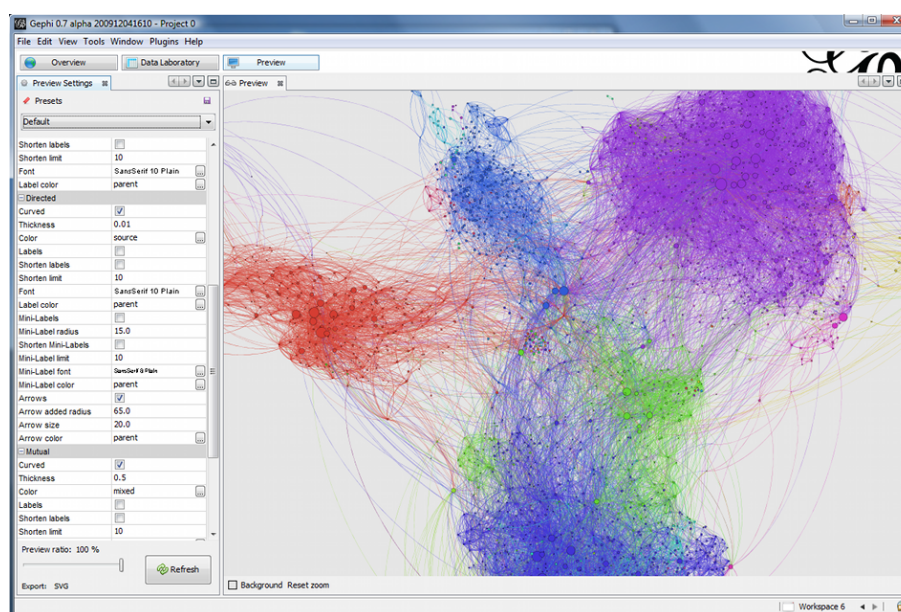 Gephi 0.7 alpha 200912041610 - Project 0
File Edit View Tools Window Plugins Help
Overview Data Laboratory Preview
Preview Settings
Preview
Presets
Default
Shorten labels
Shorten limit 10
Font SansSerif 10 Plain ...
Label color parent ...
Directed
Curved
Thickness 0.01
Color source ...
Labels
Shorten labels
Shorten limit 10
Font SansSerif 10 Plain ...
Label color parent ...
Mini-Labels
Mini-Label radius 15.0
Shorten Mini-Labels
Mini-Label limit 10
Mini-Label font SansSerif 8 Plain ...
Mini-Label color parent ...
Arrows
Arrow added radius 65.0
Arrow size 20.0
Arrow color parent ...
Mutual
Curved
Thickness 0.5
Color mixed ...
Labels
Shorten labels
Shorten limit 10
Preview ratio: 100 %
Refresh
Export: SVG
Background Reset zoom
Workspace 6